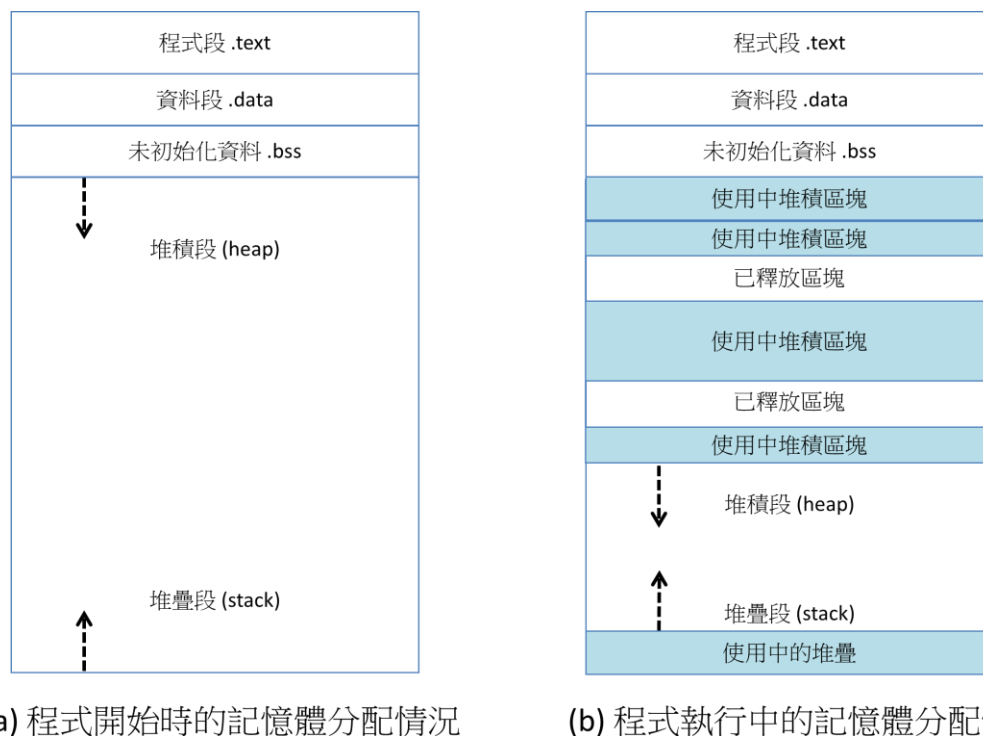 程式段 .text
資料段 .data
未初始化資料 .bss
堆積段 (heap)
堆疊段 (stack)
a) 程式開始時的記憶體分配情況
程式段 .text
資料段 .data
未初始化資料 .bss
使用中堆積區塊
使用中堆積區塊
已釋放區塊
使用中堆積區塊
已釋放區塊
使用中堆積區塊
堆積段 (heap)
堆疊段 (stack)
使用中的堆疊
(b) 程式執行中的記憶體分配